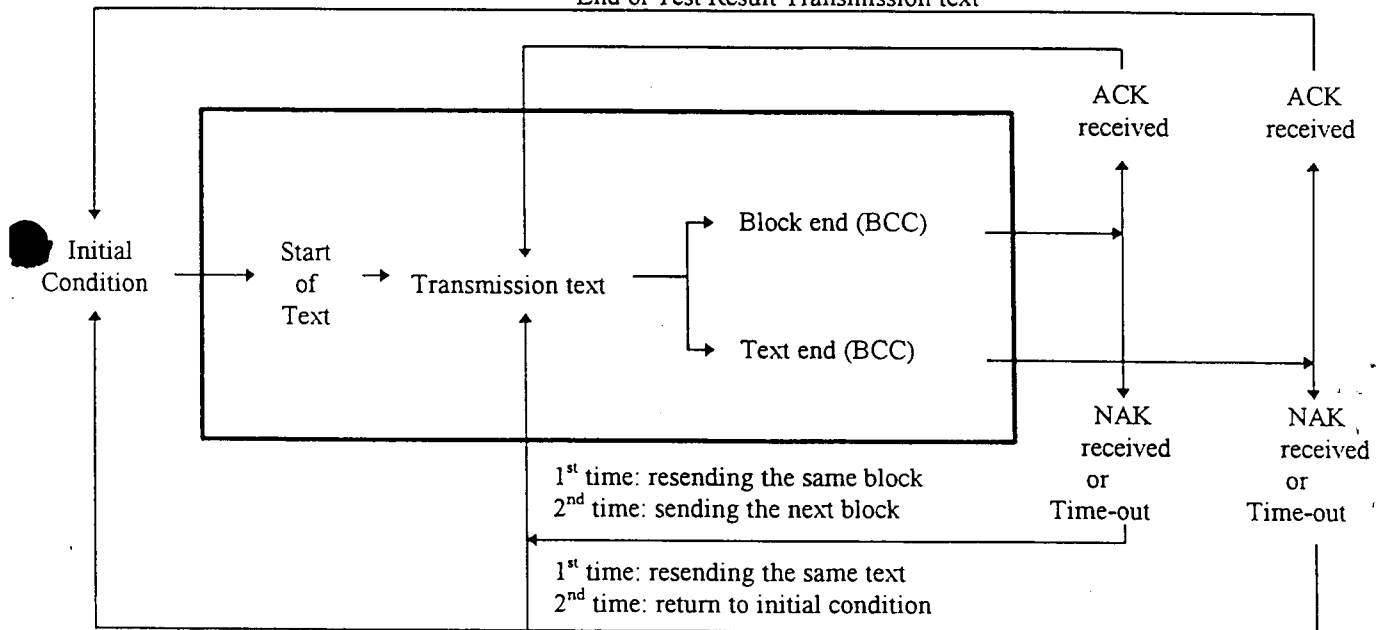 End of Test Result Transmission text
ACK
received
ACK
received
Initial
Condition
Start
of
Text
Transmission text
Block end (BCC)
Text end (BCC)
NAK
received
or
Time-out
NAK
received
or
Time-out
1st time: resending the same block
2nd time: sending the next block
1st time: resending the same text
2nd time: return to initial condition